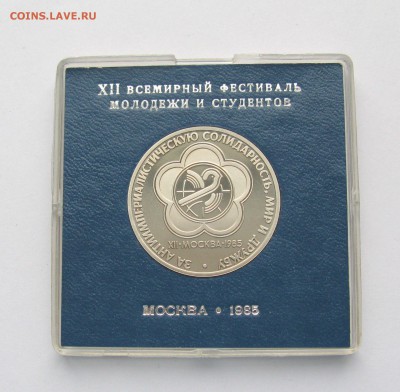 COINS.LAVE.RU
XII ВСЕМИРНЫЙ ФЕСТИВАЛЬ
МОЛОДЕЖИ И СТУДЕНТОВ
ЗА АНТИИМПЕРИАЛИСТИЧЕСКУЮ СОЛИДАРНОСТЬ, МИР И ДРУЖБУ
XII•МОСКВА•1985
МОСКВА • 1985